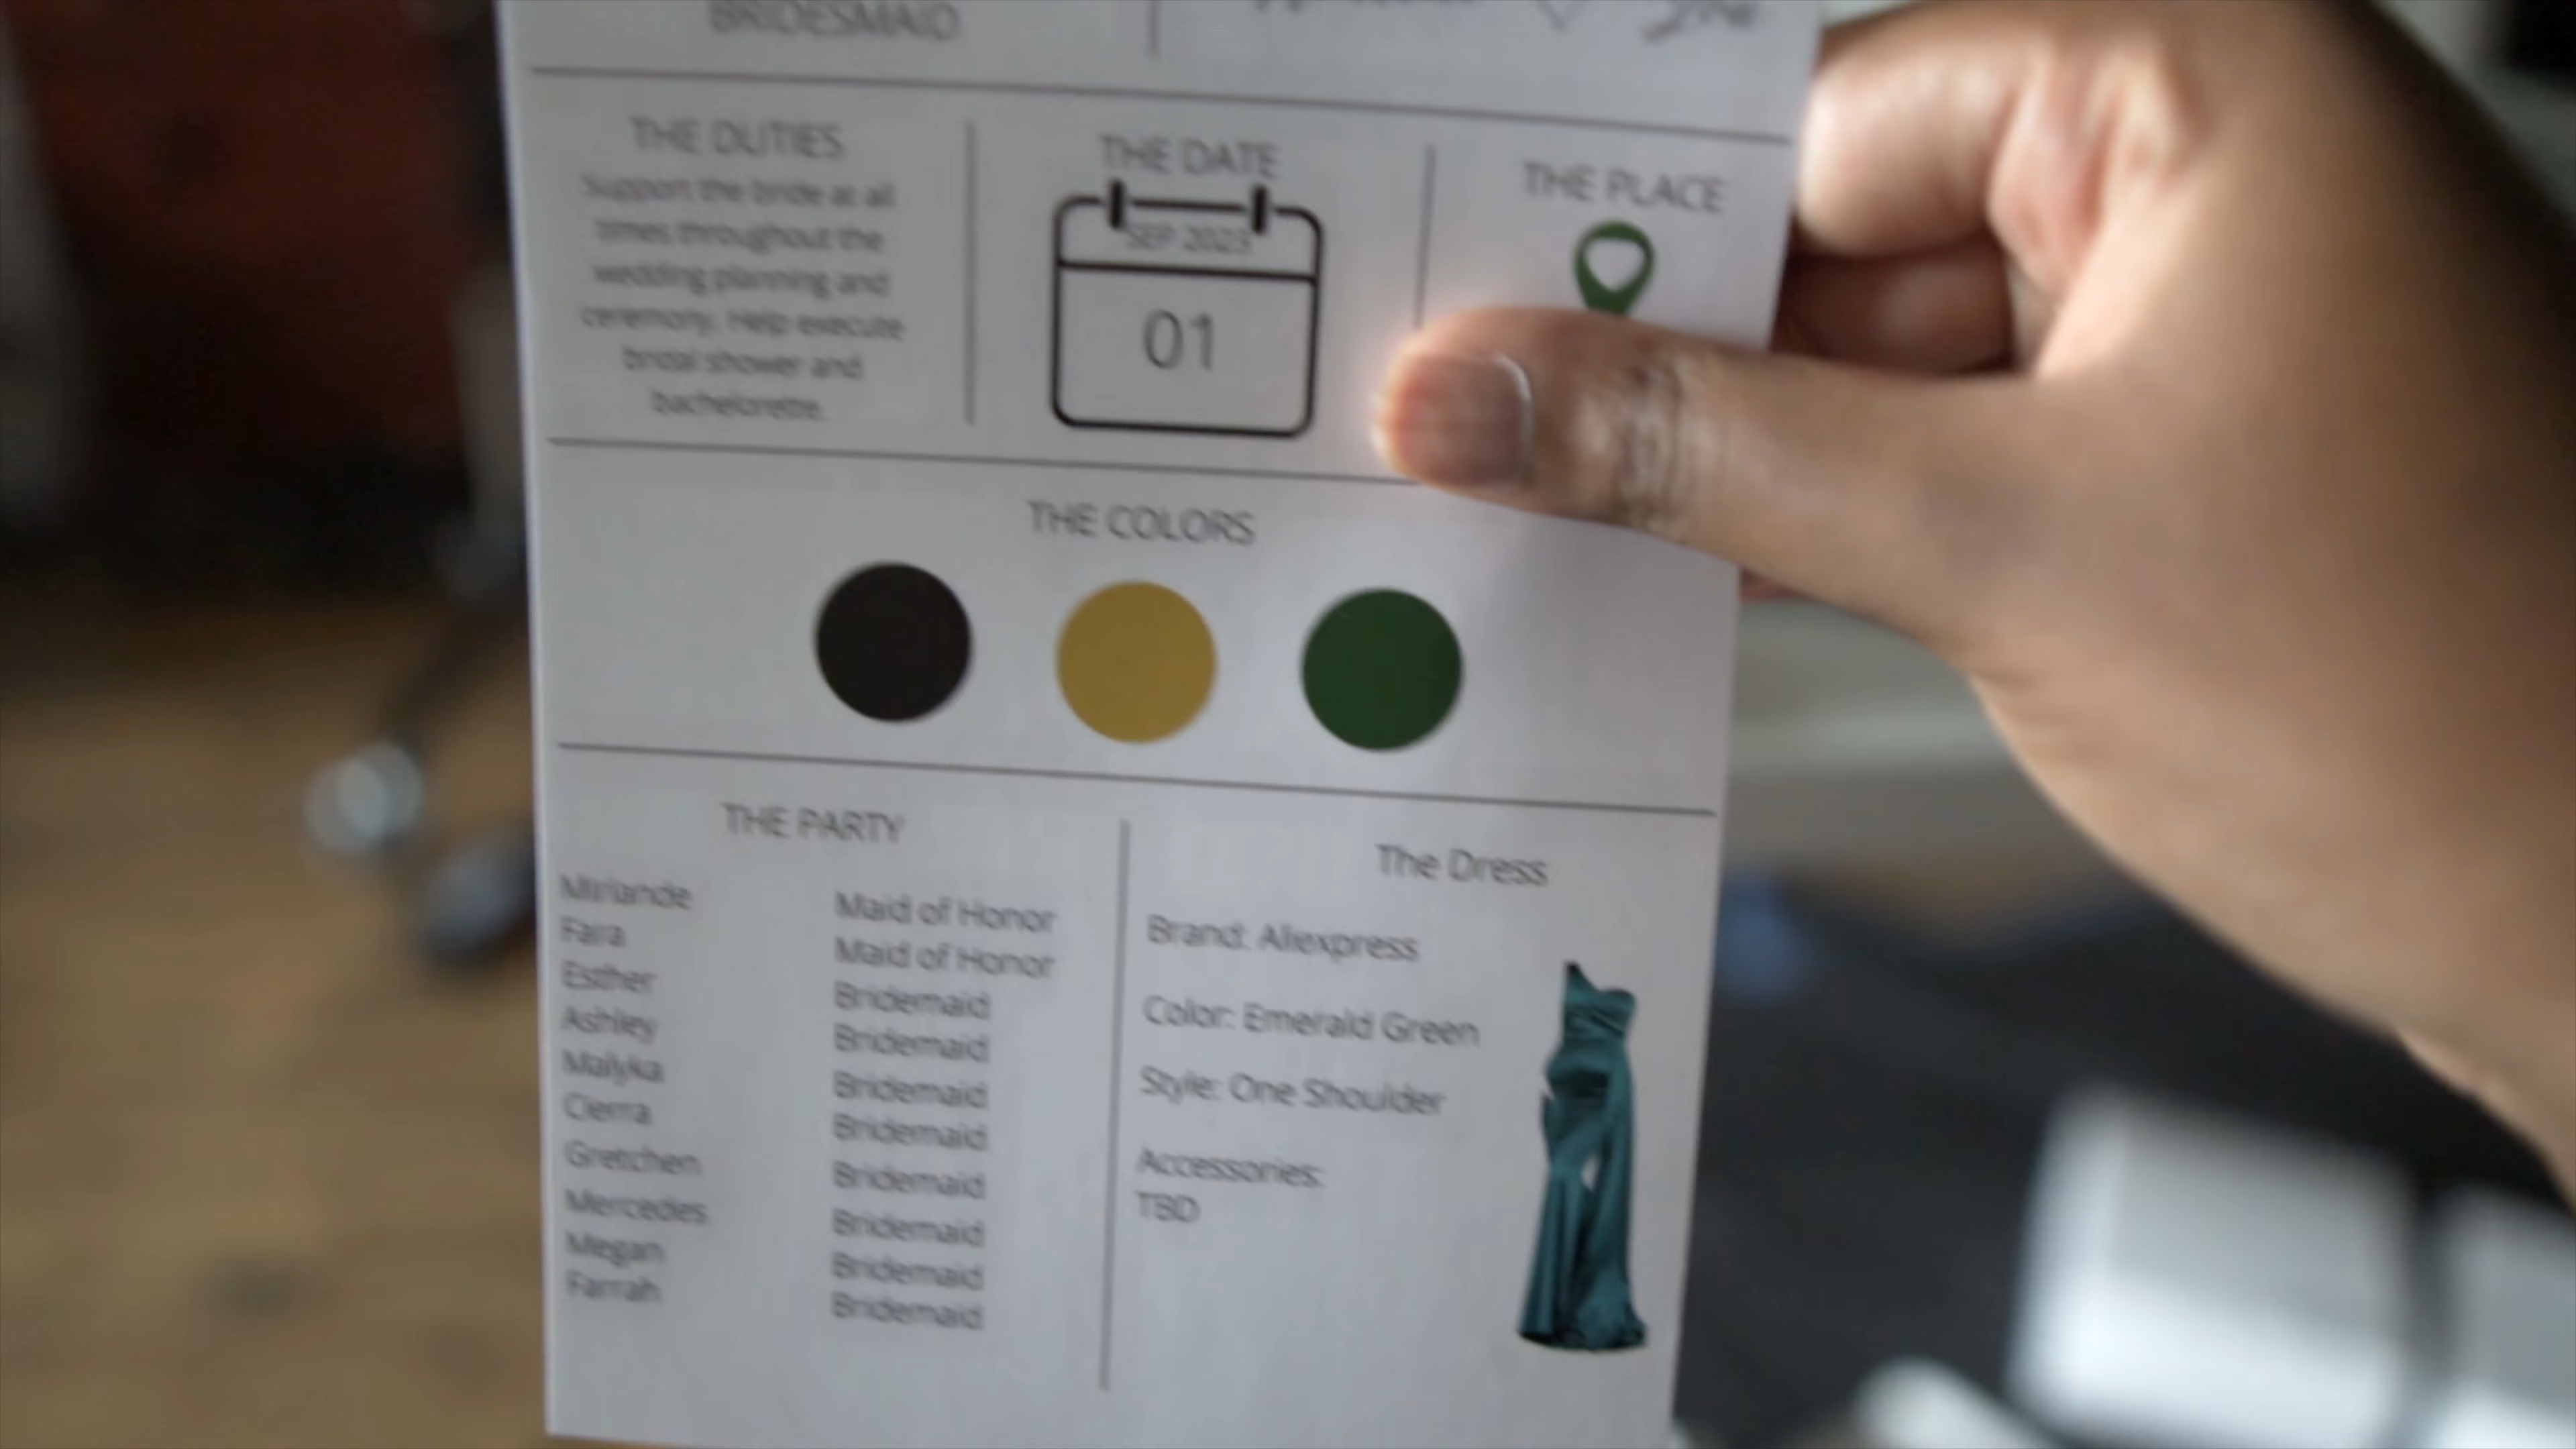 BRIDESMAID
THE DUTIES
Support the bride at all
times throughout the
wedding planning and
ceremony. Help execute
bridal shower and
bachelorette.
THE DATE
SEP 2023
01
THE PLACE
THE COLORS
THE PARTY
Miriande Maid of Honor
Fara Maid of Honor
Esther Bridemaid
Ashley Bridemaid
Malyka Bridemaid
Cierra Bridemaid
Gretchen Bridemaid
Mercedes Bridemaid
Megan Bridemaid
Farrah Bridemaid
The Dress
Brand: Aliexpress
Color: Emerald Green
Style: One Shoulder
Accessories:
TBD